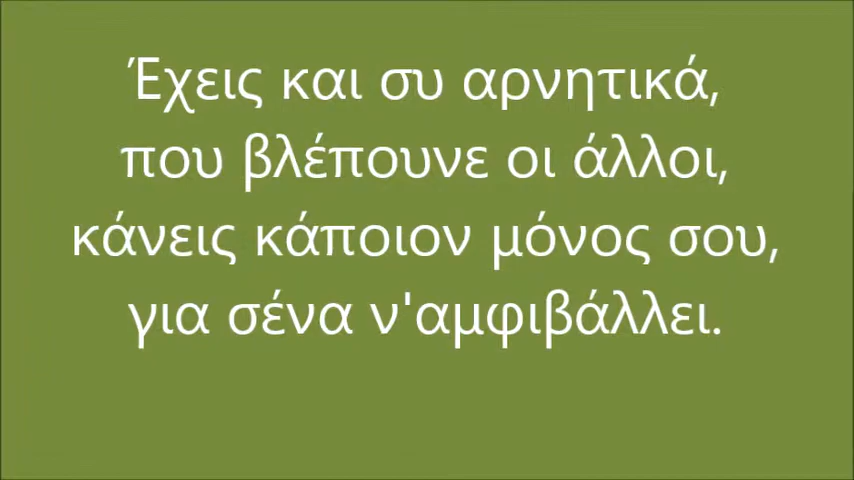 Έχεις και συ αρνητικά,
που βλέπουνε οι άλλοι,
κάνεις κάποιον μόνος σου,
για σένα ν'αμφιβάλλει.